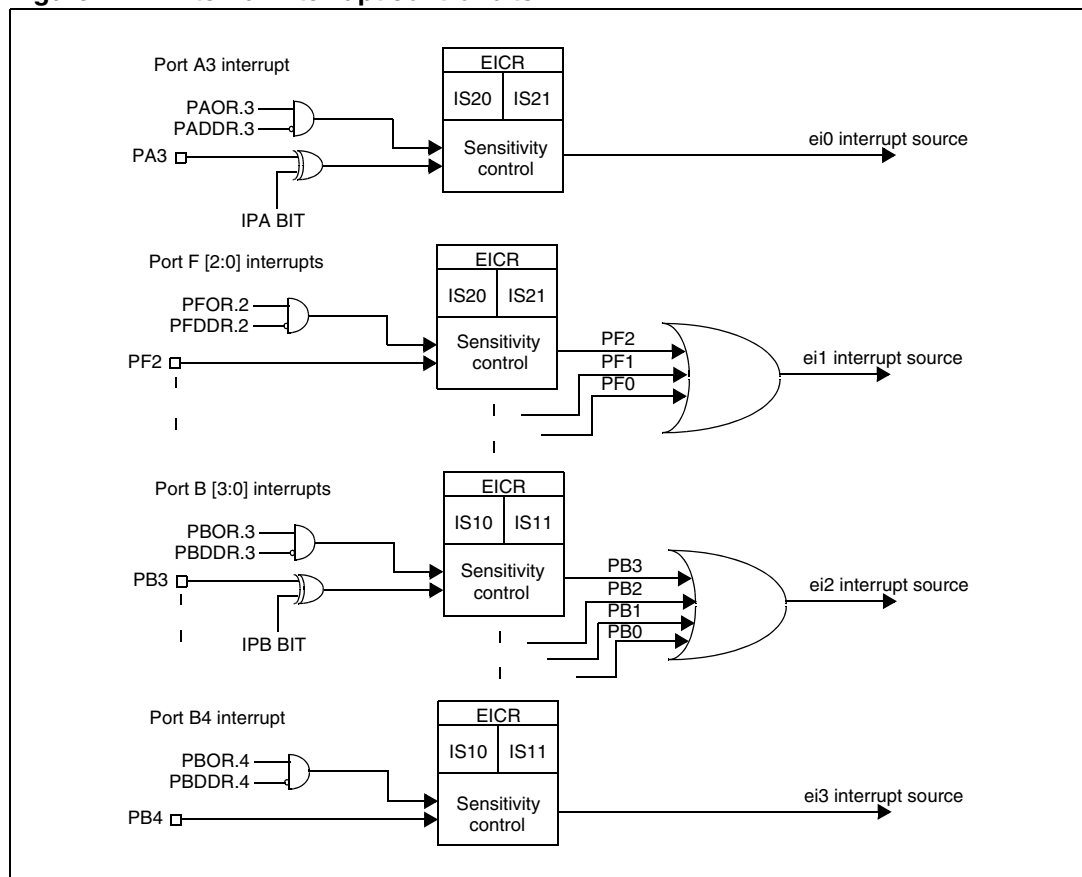 Port A3 interrupt
EICR
IS20 IS21
PAOR.3
PADDR.3
Sensitivity
control
PA3
IPA BIT
ei0 interrupt source
Port F [2:0] interrupts
EICR
IS20 IS21
PFOR.2
PFDDR.2
Sensitivity
control
PF2
PF2
PF1
PF0
ei1 interrupt source
Port B [3:0] interrupts
EICR
IS10 IS11
PBOR.3
PBDDR.3
Sensitivity
control
PB3
IPB BIT
PB3
PB2
PB1
PB0
ei2 interrupt source
Port B4 interrupt
EICR
IS10 IS11
PBOR.4
PBDDR.4
Sensitivity
control
PB4
ei3 interrupt source